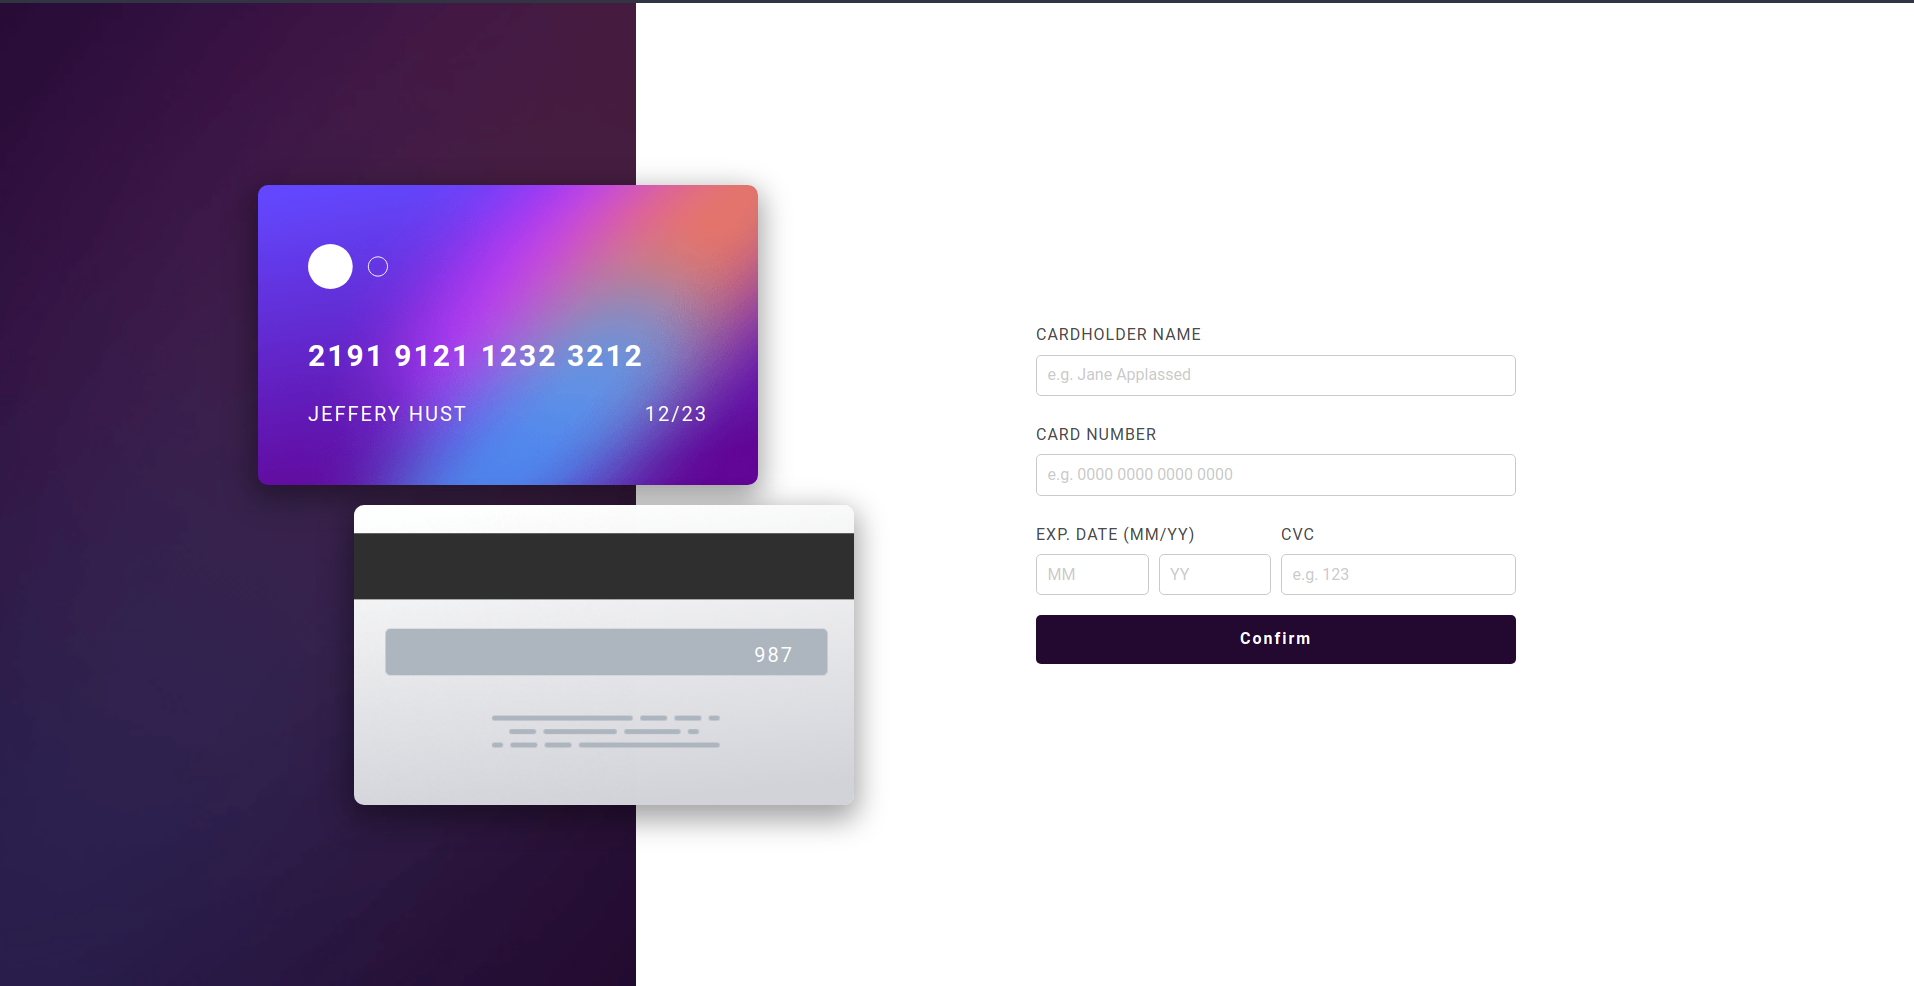 2191 9121 1232 3212
JEFFERY HUST 12/23
987
CARDHOLDER NAME
e.g. Jane Applassed
CARD NUMBER
e.g. 0000 0000 0000 0000
EXP. DATE (MM/YY) CVC
MM YY e.g. 123
Confirm